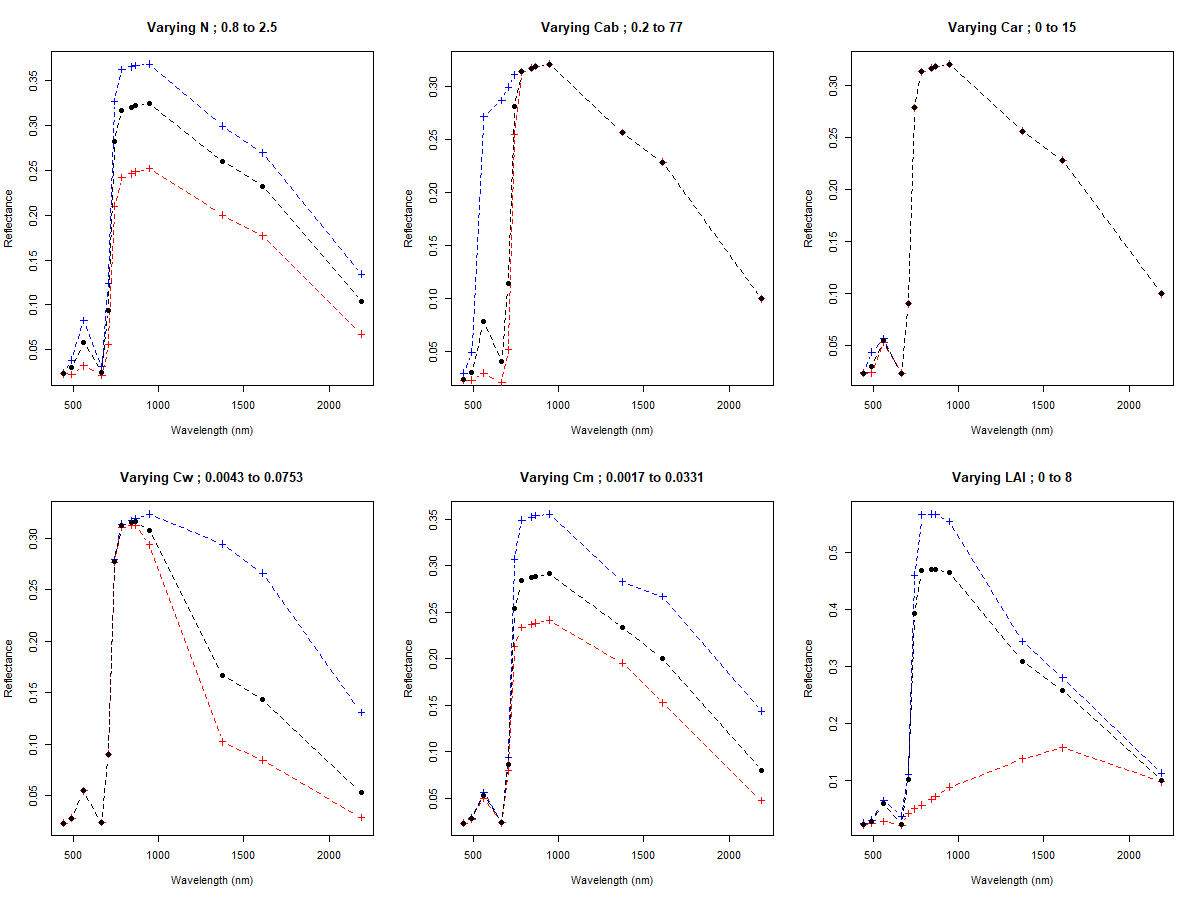 Varying N ; 0.8 to 2.5
Reflectance
0.05 0.10 0.15 0.20 0.25 0.30 0.35
500 1000 1500 2000
Wavelength (nm)
Varying Cab ; 0.2 to 77
Reflectance
0.05 0.10 0.15 0.20 0.25 0.30
500 1000 1500 2000
Wavelength (nm)
Varying Car ; 0 to 15
Reflectance
0.05 0.10 0.15 0.20 0.25 0.30
500 1000 1500 2000
Wavelength (nm)
Varying Cw ; 0.0043 to 0.0753
Reflectance
0.05 0.10 0.15 0.20 0.25 0.30
500 1000 1500 2000
Wavelength (nm)
Varying Cm ; 0.0017 to 0.0331
Reflectance
0.05 0.10 0.15 0.20 0.25 0.30 0.35
500 1000 1500 2000
Wavelength (nm)
Varying LAI ; 0 to 8
Reflectance
0.1 0.2 0.3 0.4 0.5
500 1000 1500 2000
Wavelength (nm)